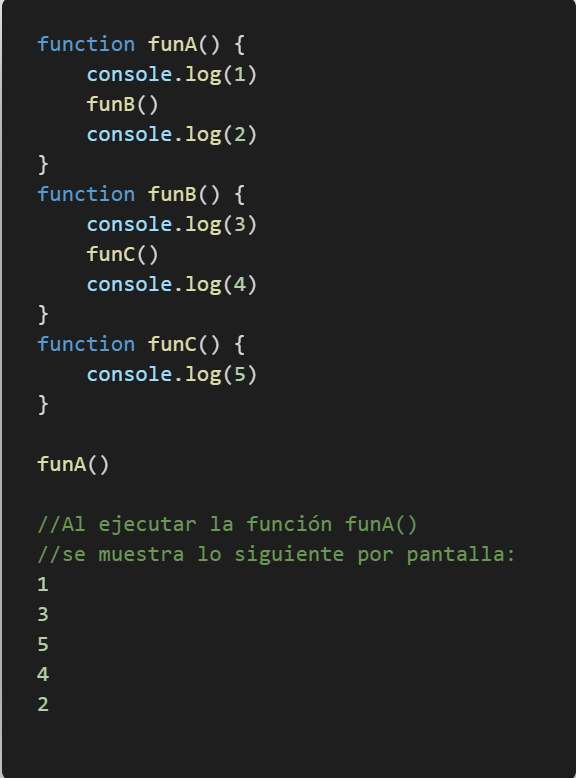 function funA() {
    console.log(1)
    funB()
    console.log(2)
}
function funB() {
    console.log(3)
    funC()
    console.log(4)
}
function funC() {
    console.log(5)
}

funA()

//Al ejecutar la función funA()
//se muestra lo siguiente por pantalla:
1
3
5
4
2